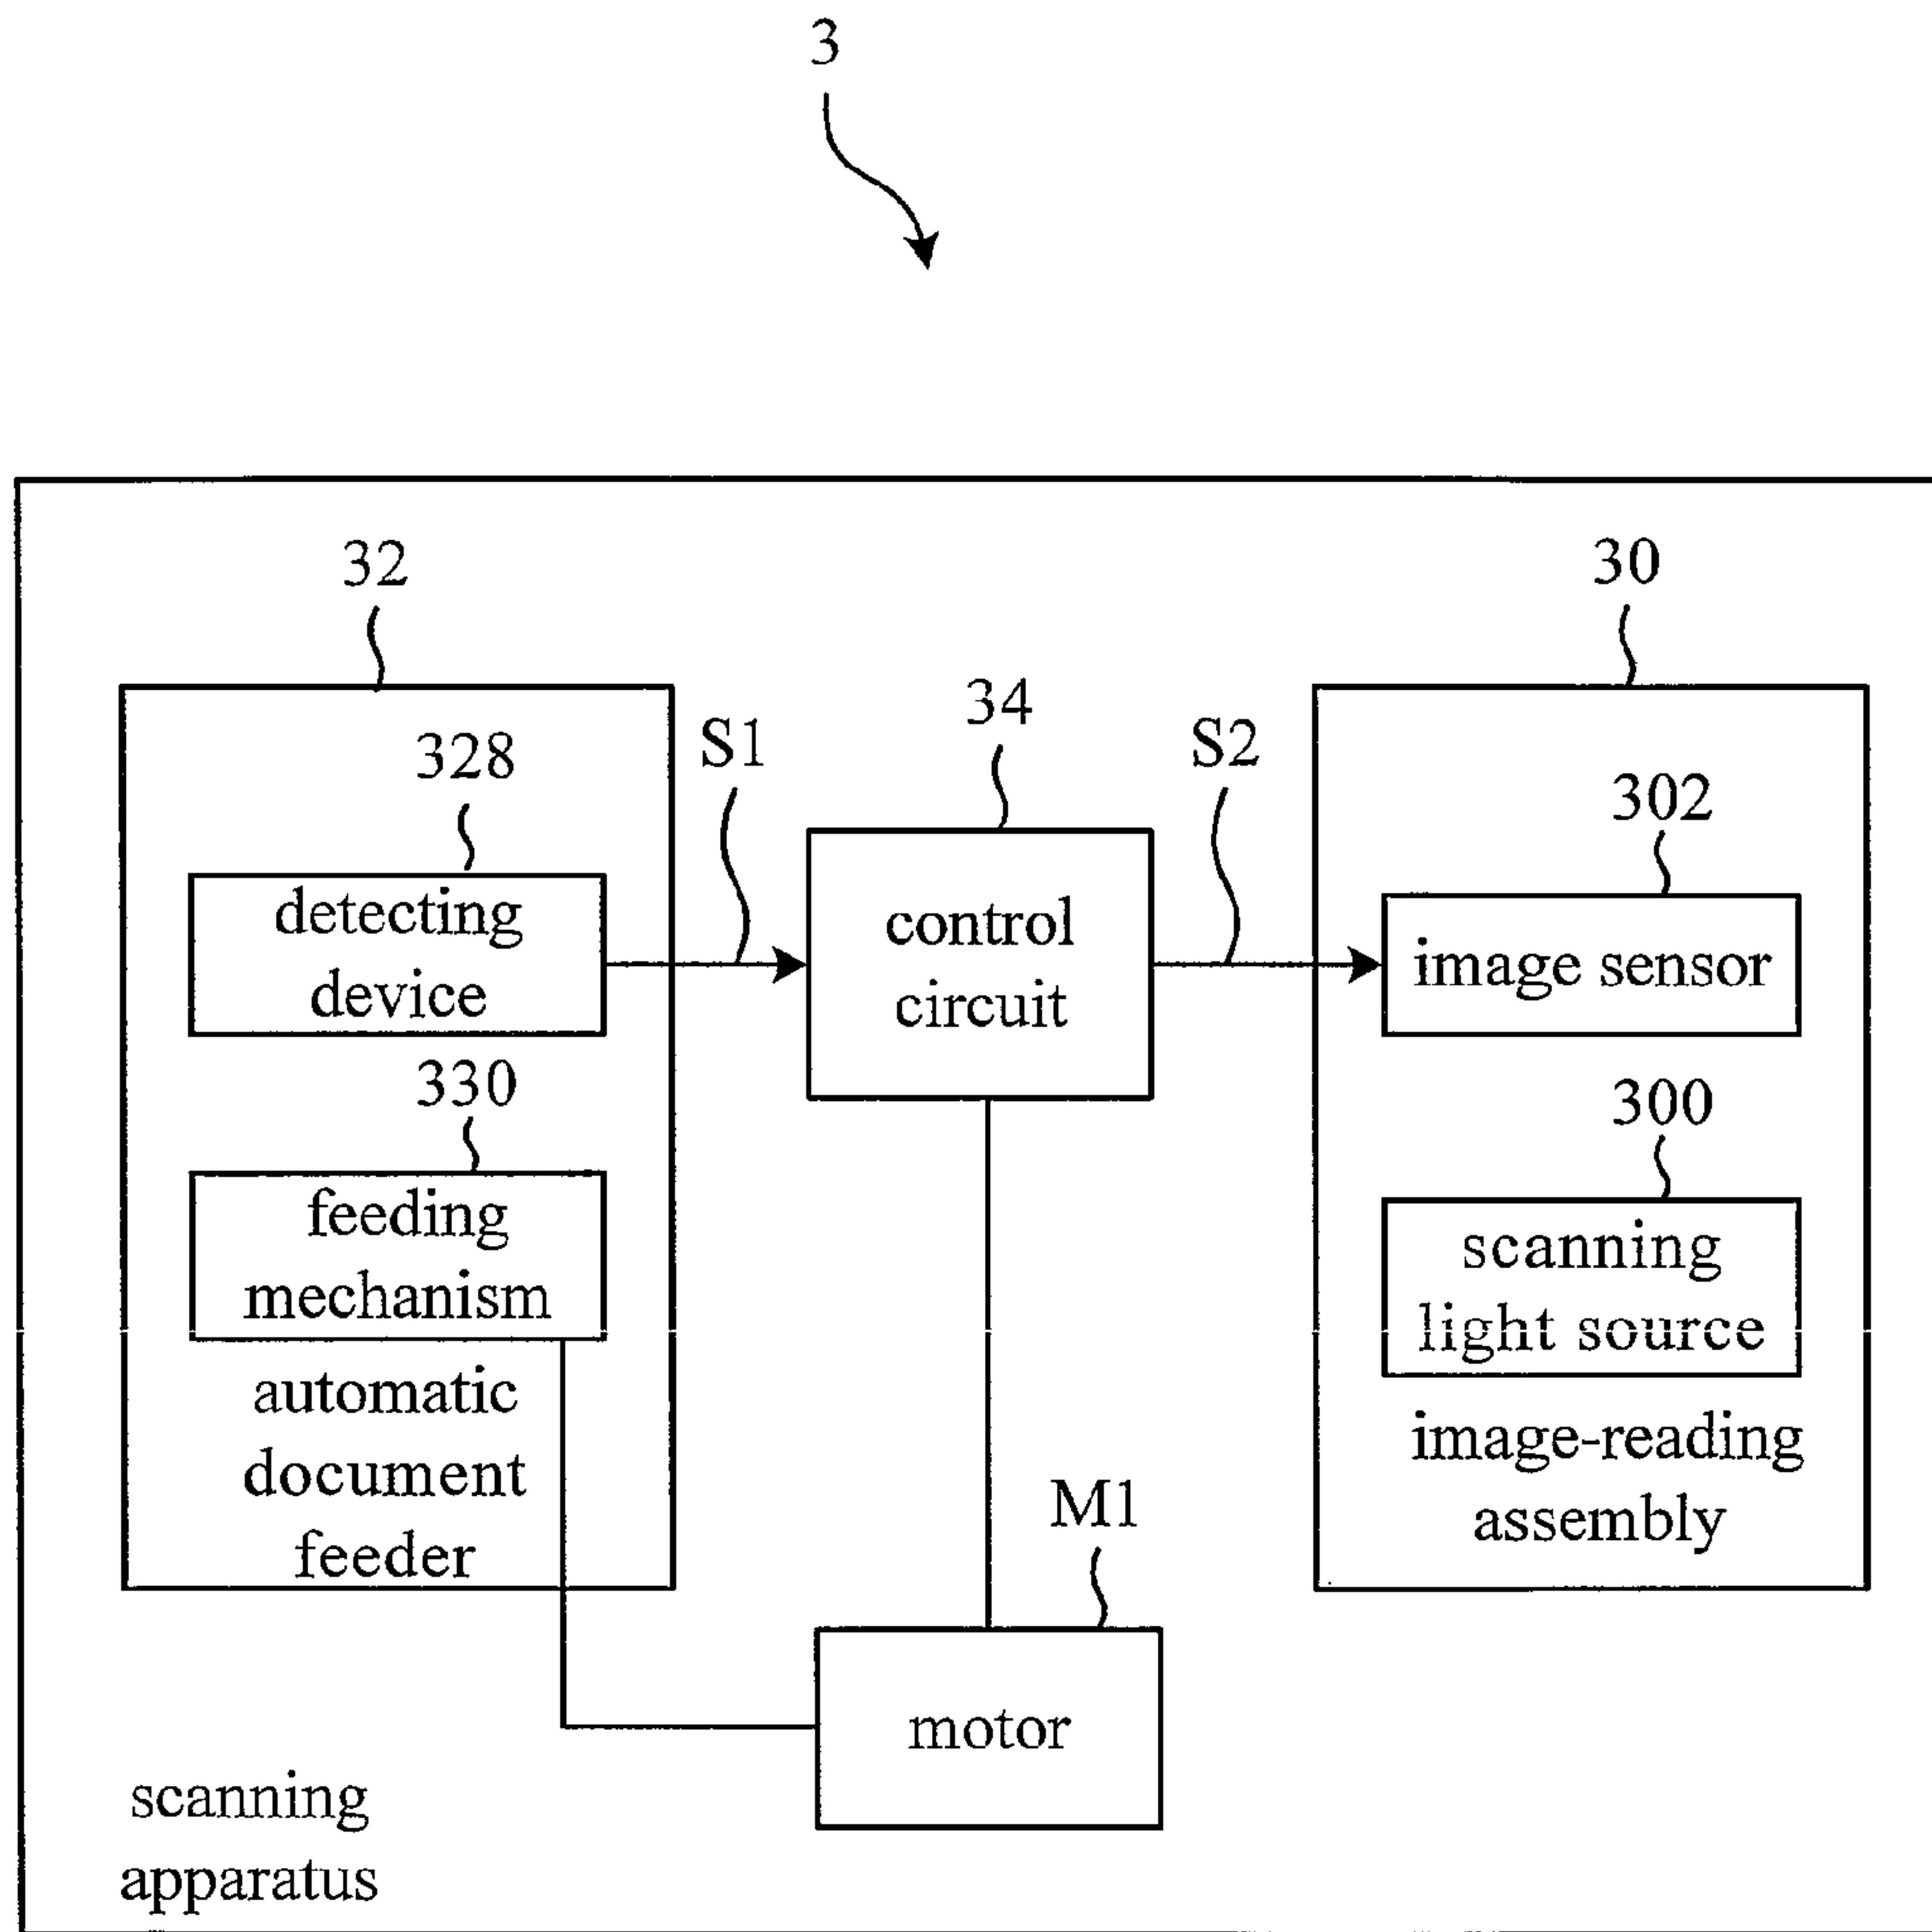 3
32
30
34
S1
S2
328
302
detecting
device
control
circuit
image sensor
330
300
feeding
mechanism
scanning
light source
automatic
document
feeder
image-reading
assembly
M1
motor
scanning
apparatus